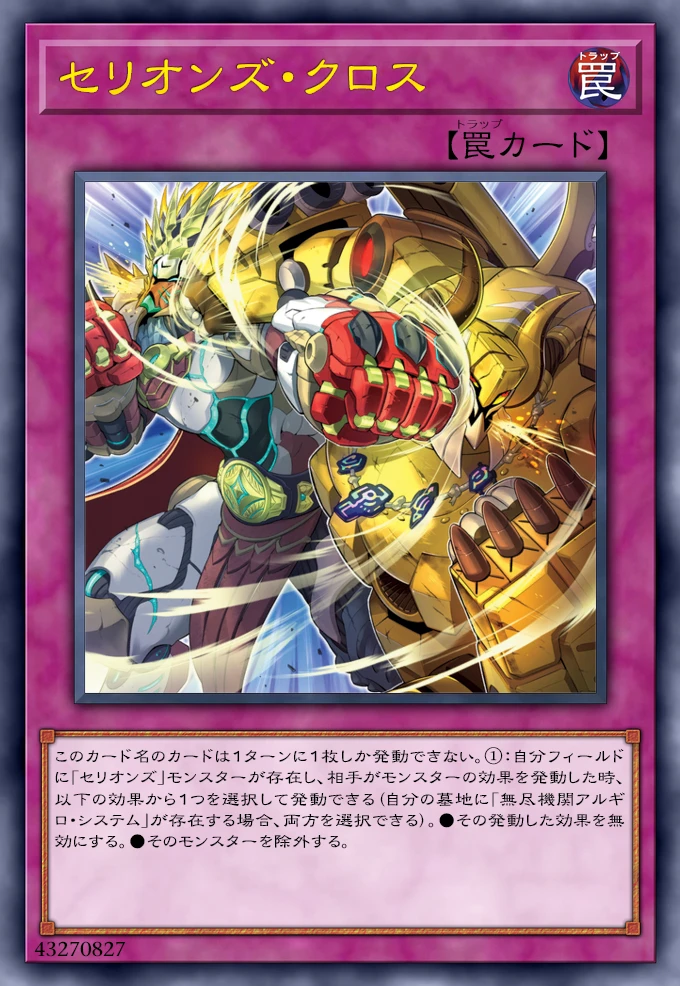 セリオンズ・クロス
トラップ
罠
トラップ
【罠カード】
このカード名のカードは1ターンに1枚しか発動できない。①:自分フィールド
に「セリオンズ」モンスターが存在し、相手がモンスターの効果を発動した時、
以下の効果から1つを選択して発動できる(自分の墓地に「無尽機関アルギ
ロ・システム」が存在する場合、両方を選択できる)。●その発動した効果を無
効にする。●そのモンスターを除外する。
43270827